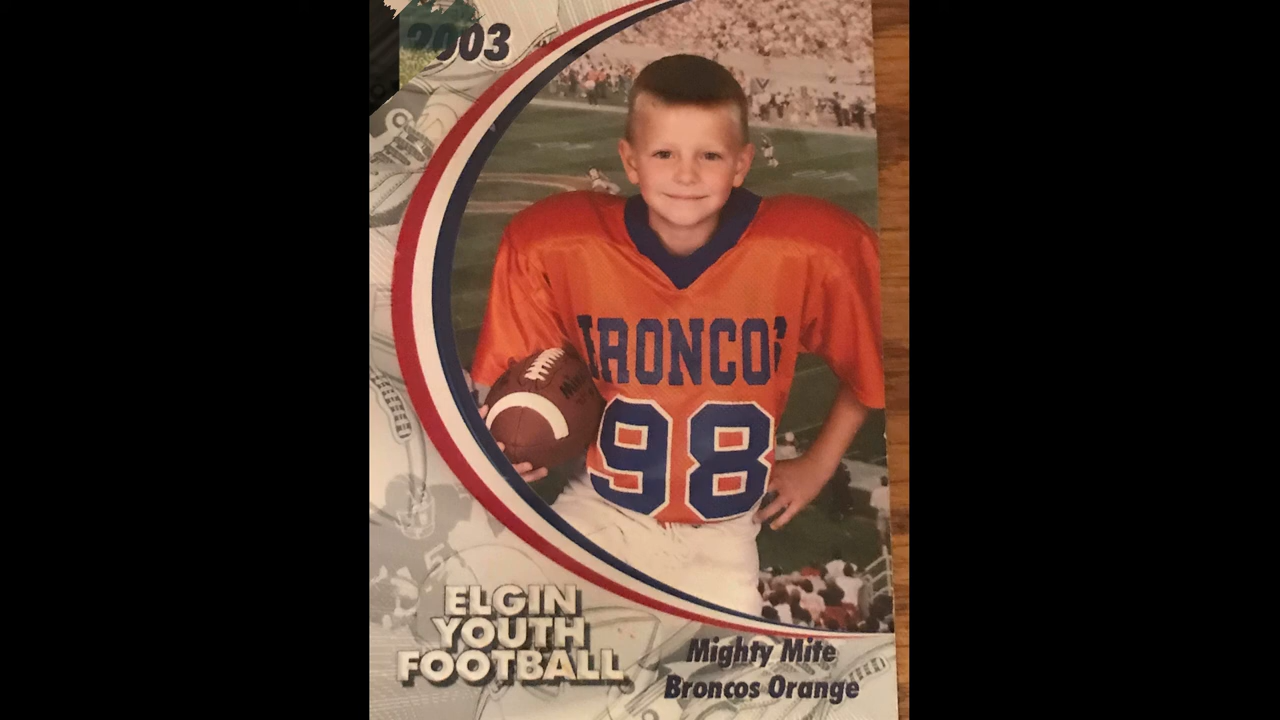 2003
BRONCOS
98
ELGIN
YOUTH
FOOTBALL
Mighty Mite
Broncos Orange